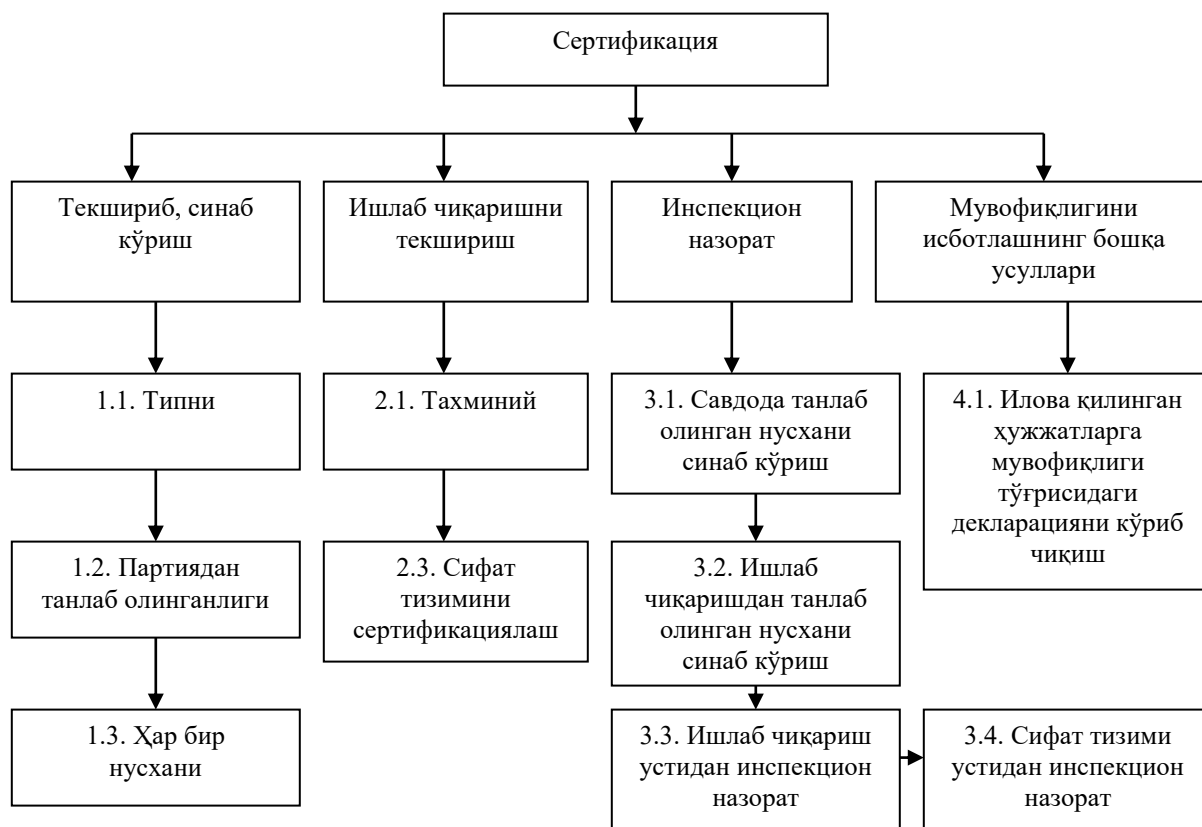 Сертификация
Текшириб, синаб
кўриш
Ишлаб чиқаришни
текшириш
Инспекцион
назорат
Мувофиқлигини
исботлашнинг бошқа
усуллари
1.1. Типни
2.1. Тахминий
3.1. Савдода танлаб
олинган нусхани
синаб кўриш
4.1. Илова қилинган
ҳужжатларга
мувофиқлиги
тўғрисидаги
декларацияни кўриб
чиқиш
1.2. Партиядан
танлаб олинганлиги
2.3. Сифат
тизимини
сертификациялаш
3.2. Ишлаб
чиқаришдан танлаб
олинган нусхани
синаб кўриш
1.3. Ҳар бир
нусхани
3.3. Ишлаб чиқариш
устидан инспекцион
назорат
3.4. Сифат тизими
устидан инспекцион
назорат